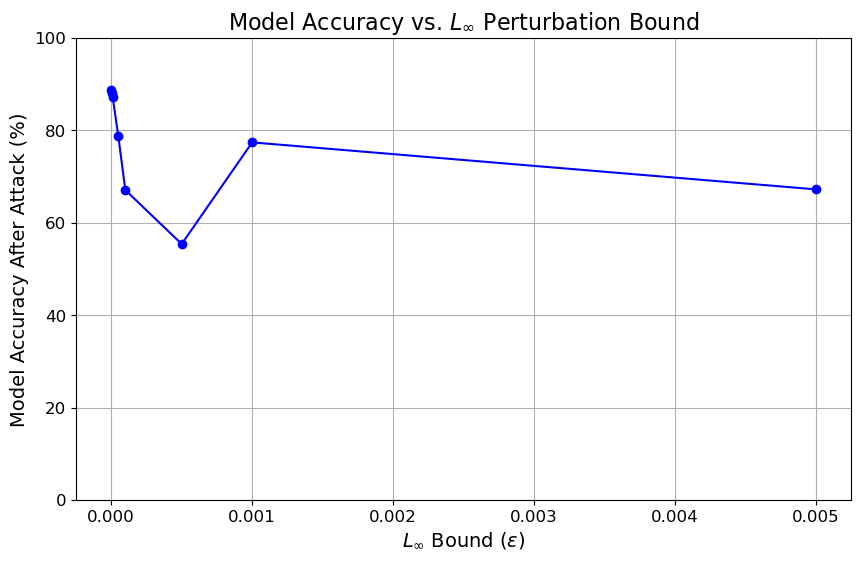 Model Accuracy vs. L∞ Perturbation Bound
Model Accuracy After Attack (%)
100
80
60
40
20
0
0.000 0.001 0.002 0.003 0.004 0.005
L∞ Bound (ε)